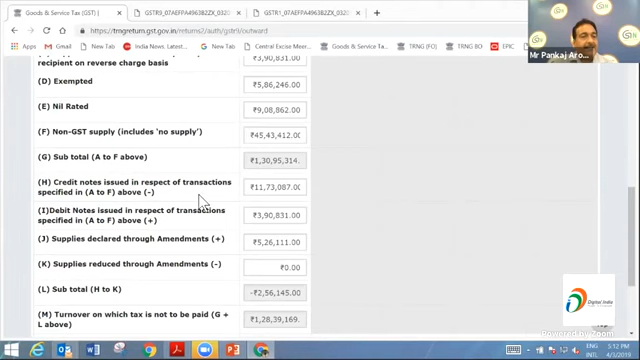 Goods & Service Tax (GST)
GSTR9_07AEFPA4963B2ZX_0320
GSTR1_07AEFPA4963B2ZX_0320
https://trngreturn.gst.gov.in/returns2/auth/gstr9/outward
Apps
Gmail
YouTube
Maps
New Tab
India News, Latest...
New Tab
Central Excise Meer...
Goods & Service Ta...
TRNG (FO)
TRNG BO
EPIC
recipient on reverse charge basis
₹3,90,831.00
(D) Exempted
₹5,86,246.00
(E) Nil Rated
₹9,08,862.00
(F) Non-GST supply (includes 'no supply')
₹45,43,412.00
(G) Sub total (A to F above)
₹1,30,95,314.
(H) Credit notes issued in respect of transactions
specified in (A to F) above (-)
₹11,73,087.00
(I)Debit Notes issued in respect of transactions
specified in (A to F) above (+)
₹3,90,831.00
(J) Supplies declared through Amendments (+)
₹5,26,111.00
(K) Supplies reduced through Amendments (-)
₹0.00
(L) Sub total (H to K)
-₹2,56,145.00
(M) Turnover on which tax is not to be paid (G +
L above)
₹1,28,39,169.
Mr Pankaj Aro...
Digital India
Powered by Zoom
ENG
INTL
5:12 PM
4/3/2019